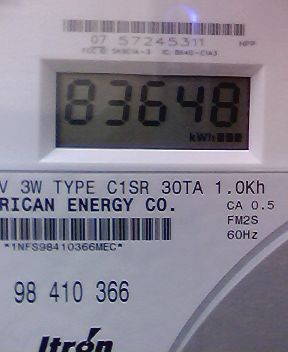 07 57245311 NPP
83648
kWh
V 3W TYPE C1SR 30TA 1.0Kh
RICAN ENERGY CO. CA 0.5
FM2S
60Hz
*1NFS98410366MEC*
98 410 366
Itron